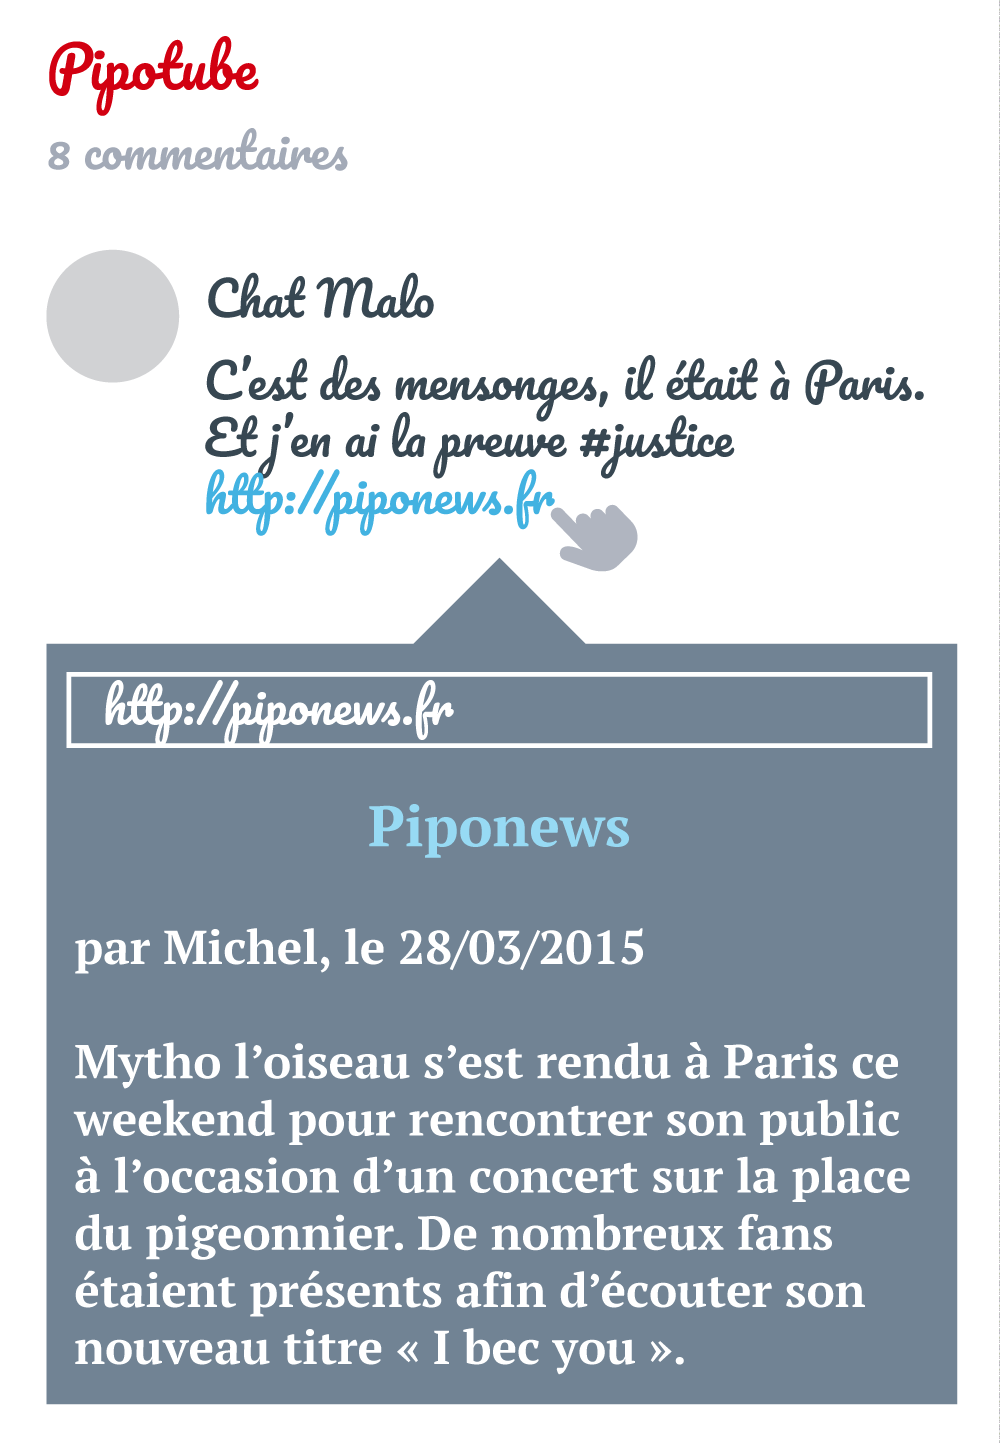 Pipotube
8 commentaires
Chat Malo
C'est des mensonges, il était à Paris.
Et j'en ai la preuve #justice
http://piponews.fr
http://piponews.fr
Piponews
par Michel, le 28/03/2015
Mytho l’oiseau s’est rendu à Paris ce
weekend pour rencontrer son public
à l’occasion d’un concert sur la place
du pigeonnier. De nombreux fans
étaient présents afin d’écouter son
nouveau titre « I bec you ».